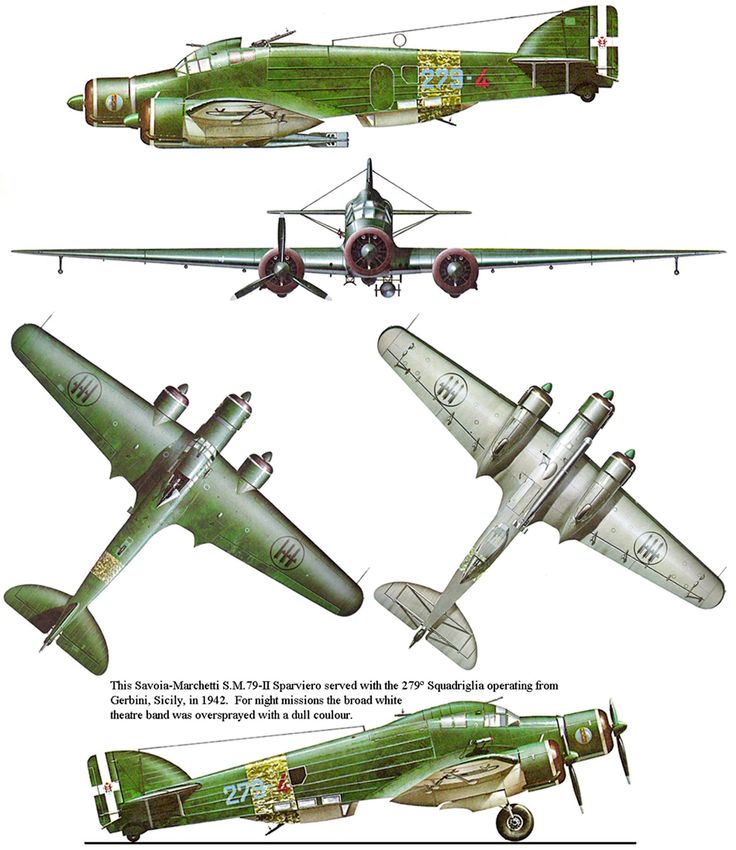 279-4
This Savoia-Marchetti S.M.79-II Sparviero served with the 279° Squadriglia operating from
Gerbini, Sicily, in 1942.  For night missions the broad white
theatre band was oversprayed with a dull coulour.
279 4